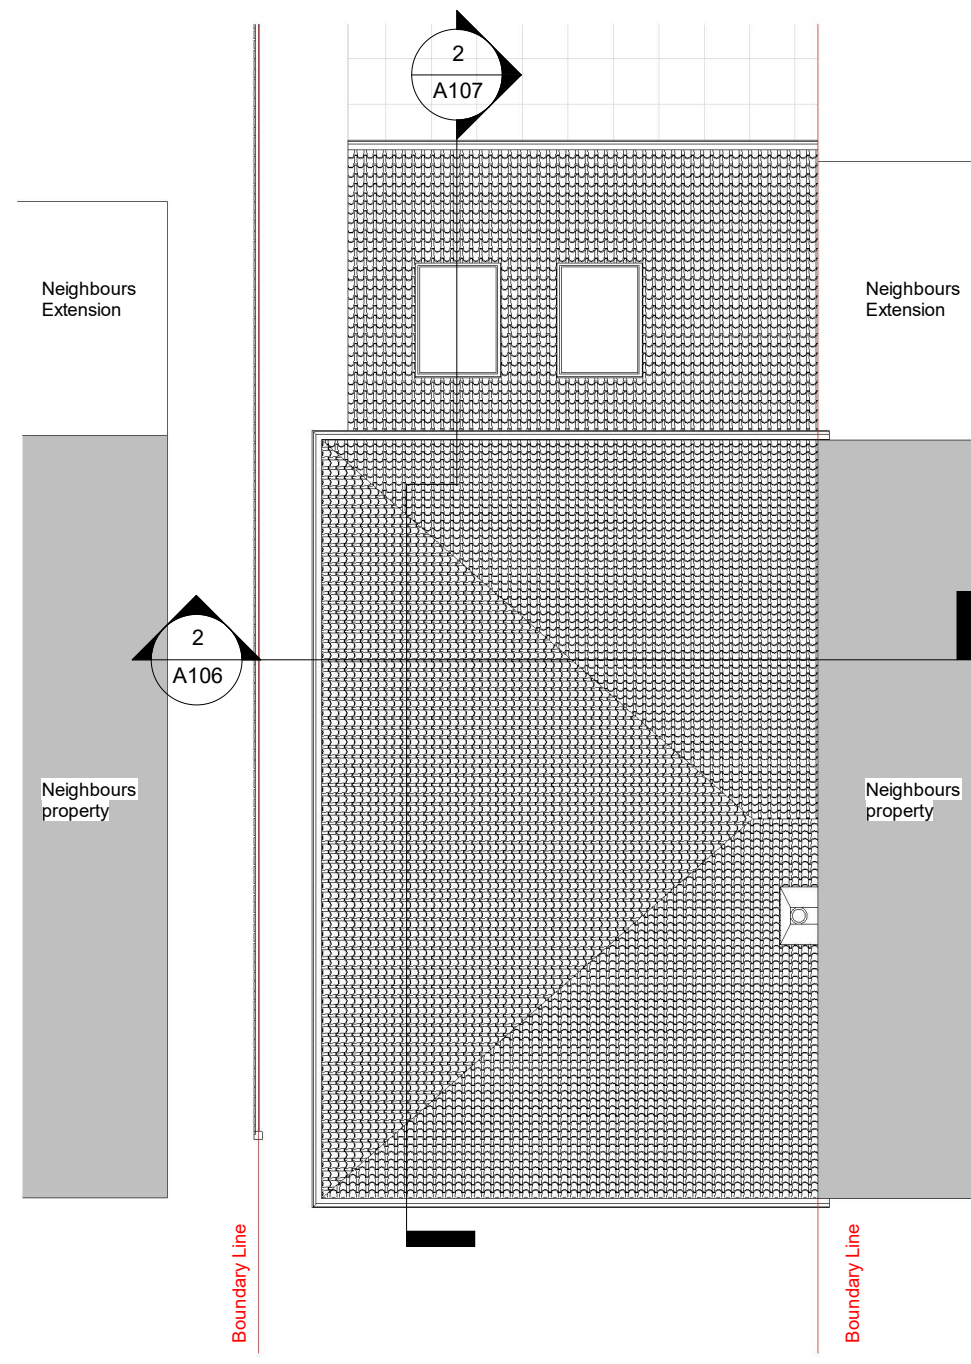 2
A107
Neighbours
Extension
Neighbours
Extension
2
A106
Neighbours
property
Neighbours
property
Boundary Line
Boundary Line